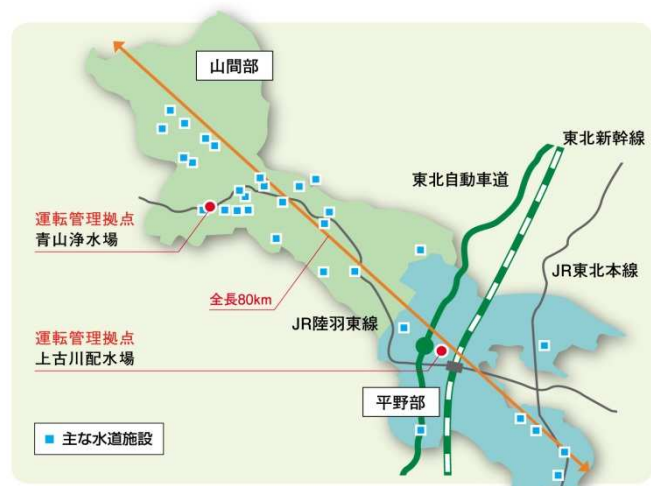 山間部
東北新幹線
東北自動車道
運転管理拠点
青山浄水場
JR東北本線
全長80km
JR陸羽東線
運転管理拠点
上古川配水場
平野部
主な水道施設